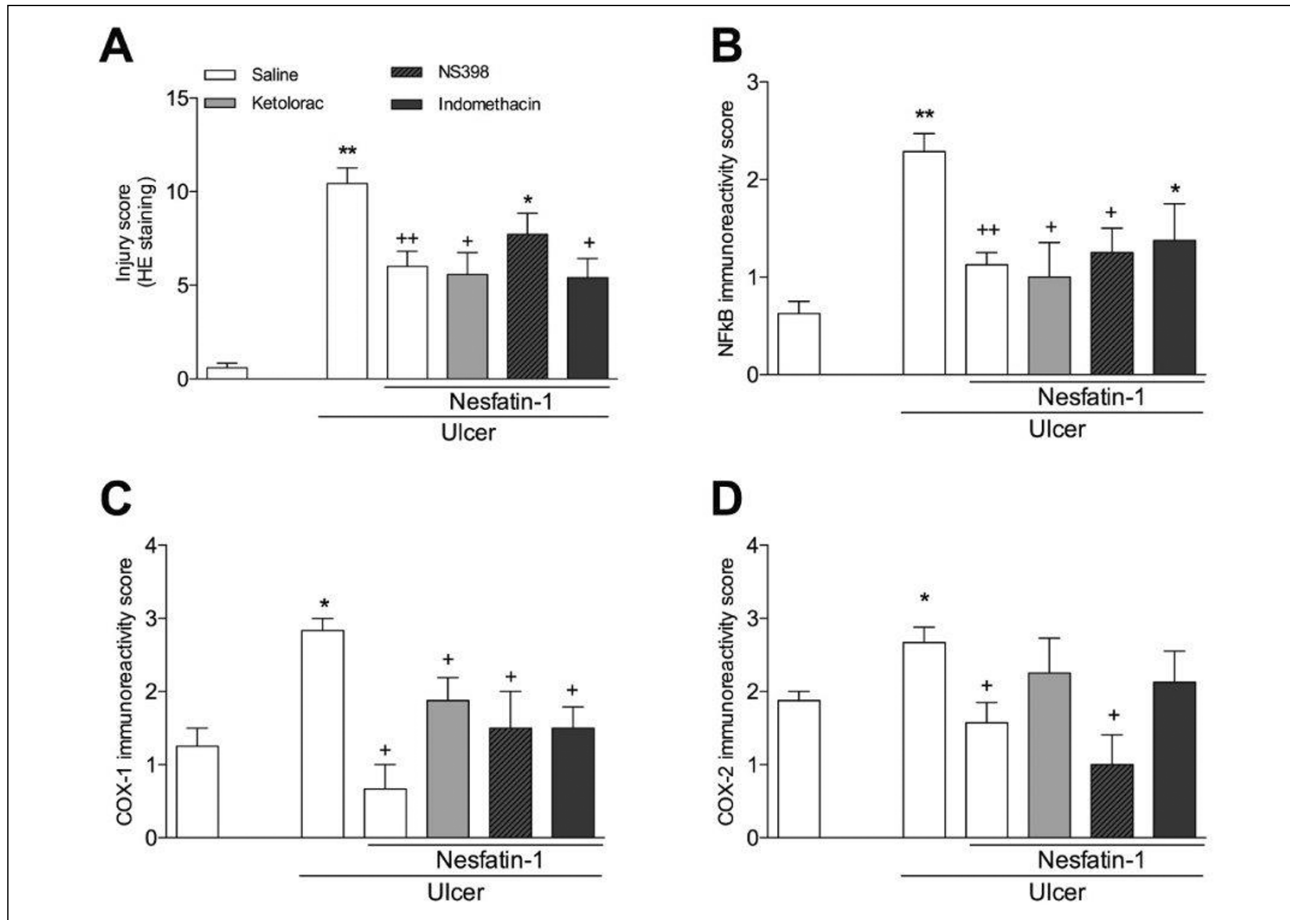 A
Saline
NS398
Ketolorac
Indomethacin
Injury score
(HE staining)
15
10
5
0
**
++
+
*
+
Nesfatin-1
Ulcer
B
NFkB immunoreactivity score
3
2
1
0
**
++
+
+
*
Nesfatin-1
Ulcer
C
COX-1 immunoreactivity score
4
3
2
1
0
*
+
+
+
+
Nesfatin-1
Ulcer
D
COX-2 immunoreactivity score
4
3
2
1
0
*
+
+
Nesfatin-1
Ulcer